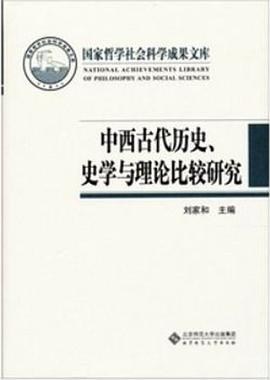 国家哲学社会科学成果文库
NATIONAL ACHIEVEMENTS LIBRARY
OF PHILOSOPHY AND SOCIAL SCIENCES
中西古代历史、
史学与理论比较研究
刘家和 主编
北京师范大学出版集团
北京师范大学出版社